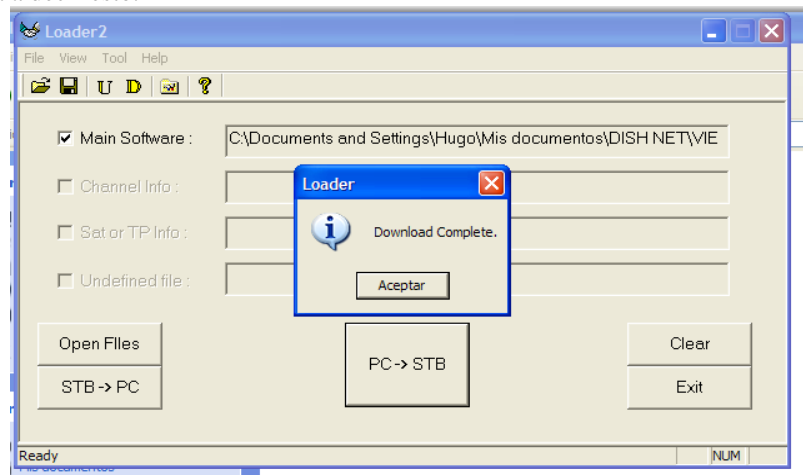 Loader2
File View Tool Help
U D ?
Main Software :
C:\Documents and Settings\Hugo\Mis documentos\DISH NET\VIE
Channel Info :
Sat or TP Info :
Undefined file :
Loader
Download Complete.
Aceptar
Open FIles
STB -> PC
PC -> STB
Clear
Exit
Ready
NUM
Mis documentos